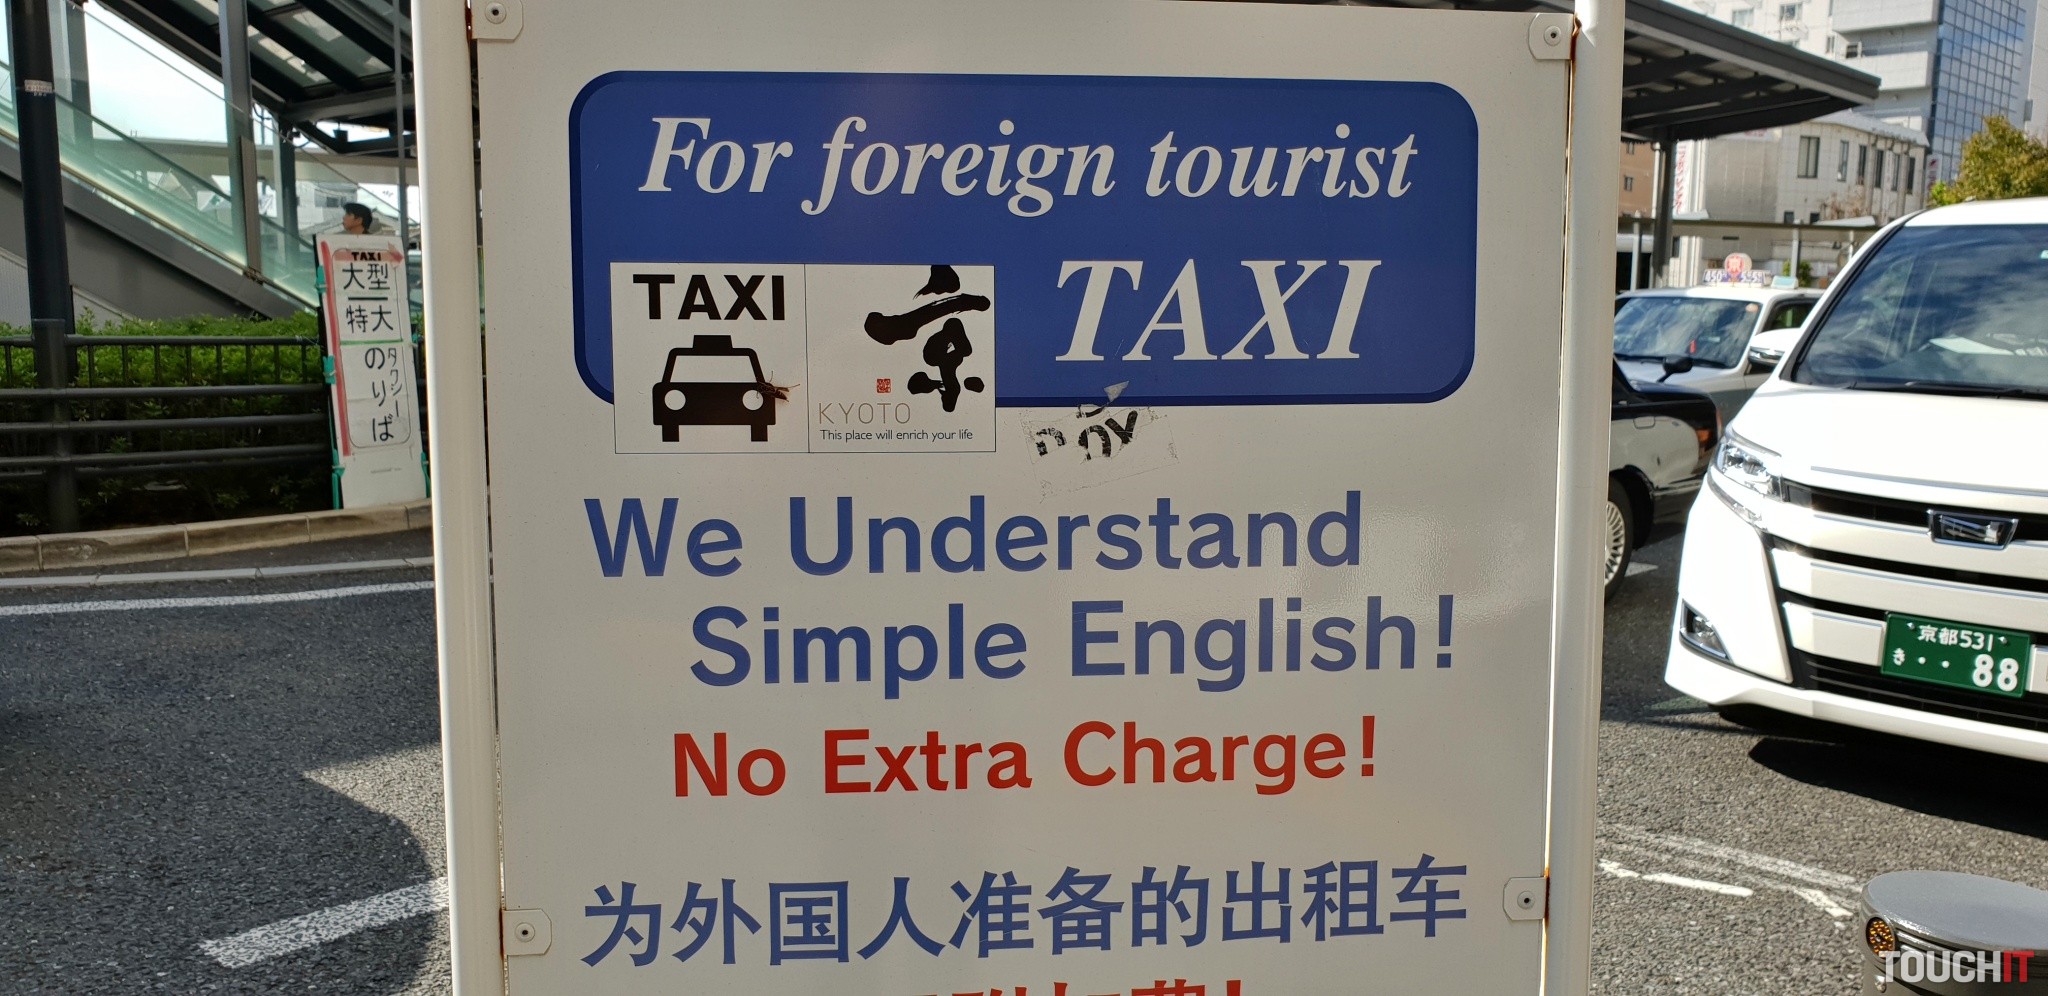 For foreign tourist
TAXI
TAXI
京
KYOTO
This place will enrich your life
We Understand
Simple English!
No Extra Charge!
为外国人准备的出租车
TAXI
大型
特大
タクシー
のりば
京都531
き ・・88
TOUCHIT